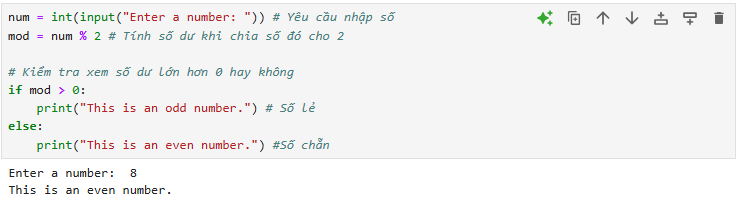 num = int(input("Enter a number: ")) # Yêu cầu nhập số
mod = num % 2 # Tính số dư khi chia số đó cho 2
# Kiểm tra xem số dư lớn hơn 0 hay không
if mod > 0:
    print("This is an odd number.") # Số lẻ
else:
    print("This is an even number.") #Số chẵn
Enter a number:  8
This is an even number.